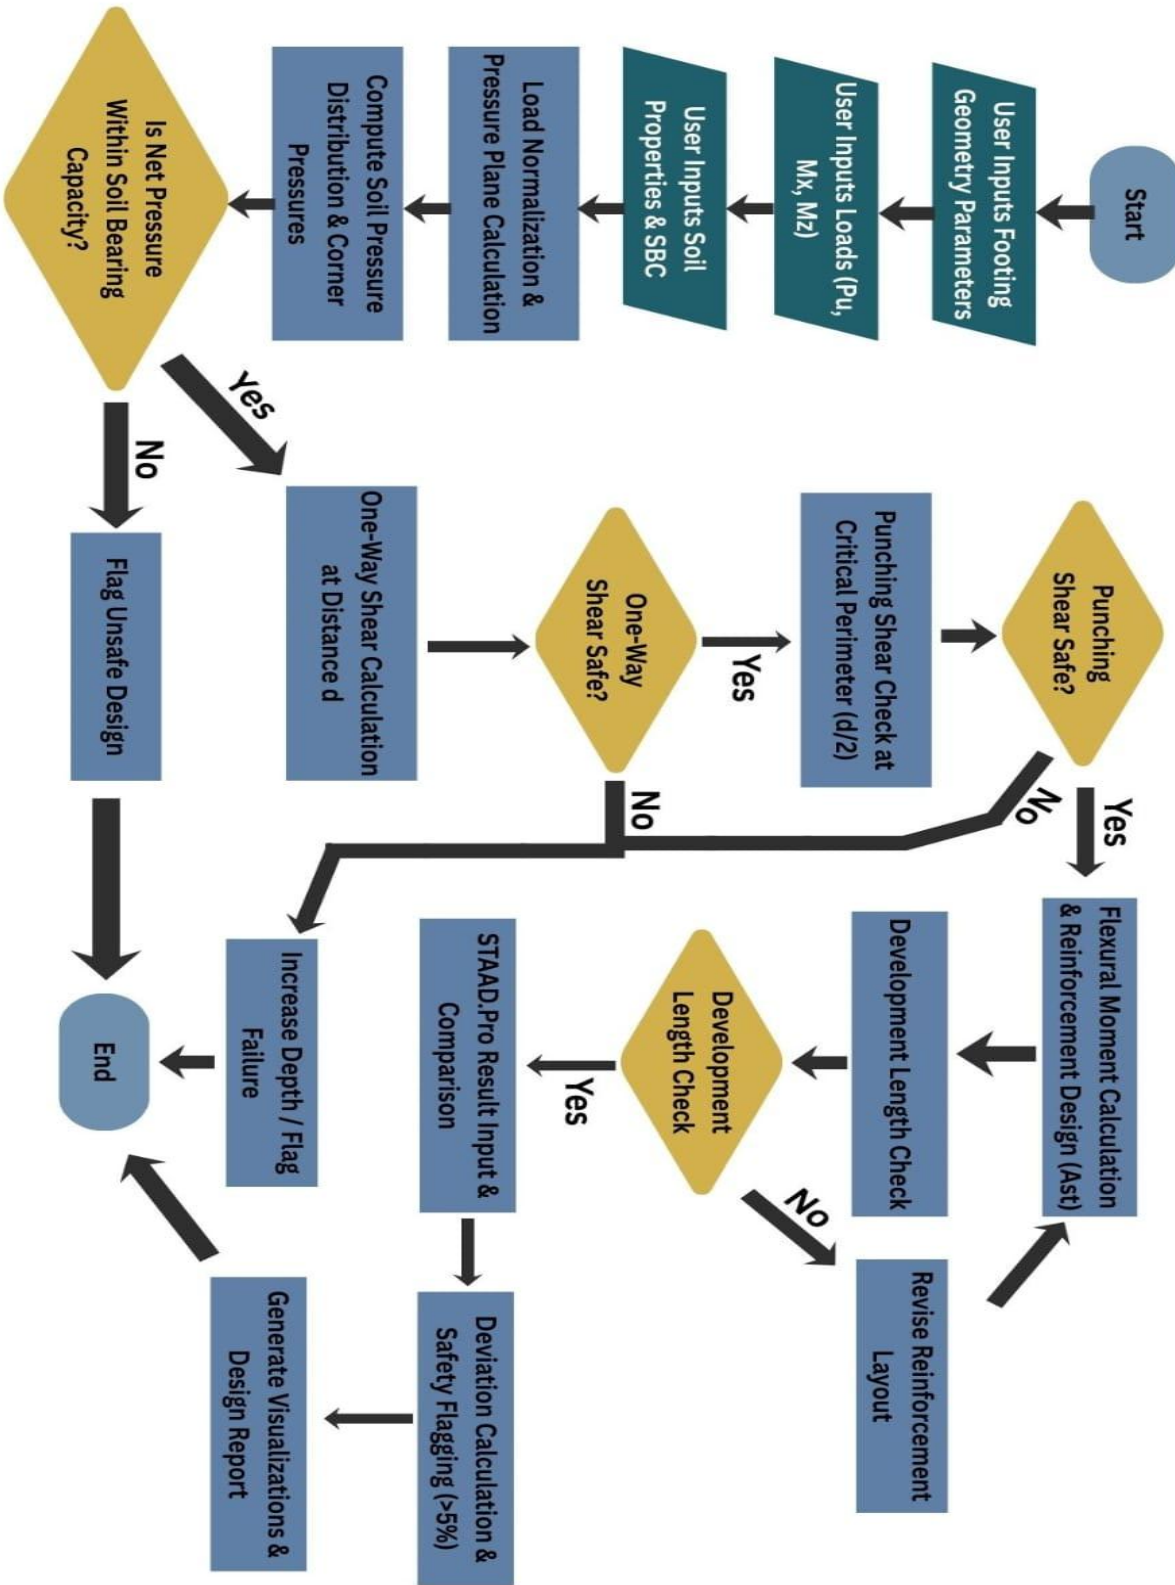 Start
User Inputs Footing
Geometry Parameters
User Inputs Loads (Pu,
Mx, Mz)
User Inputs Soil
Properties & SBC
Load Normalization &
Pressure Plane Calculation
Compute Soil Pressure
Distribution & Corner
Pressures
Is Net Pressure
Within Soil Bearing
Capacity?
Yes
No
Flag Unsafe Design
One-Way Shear Calculation
at Distance d
One-Way
Shear Safe?
Yes
No
Punching Shear Check at
Critical Perimeter (d/2)
Punching
Shear Safe?
Yes
No
Flexural Moment Calculation
& Reinforcement Design (Ast)
Development Length Check
Development
Length Check
Yes
No
Revise Reinforcement
Layout
STAAD.Pro Result Input &
Comparison
Deviation Calculation &
Safety Flagging (>5%)
Generate Visualizations &
Design Report
Increase Depth / Flag
Failure
End